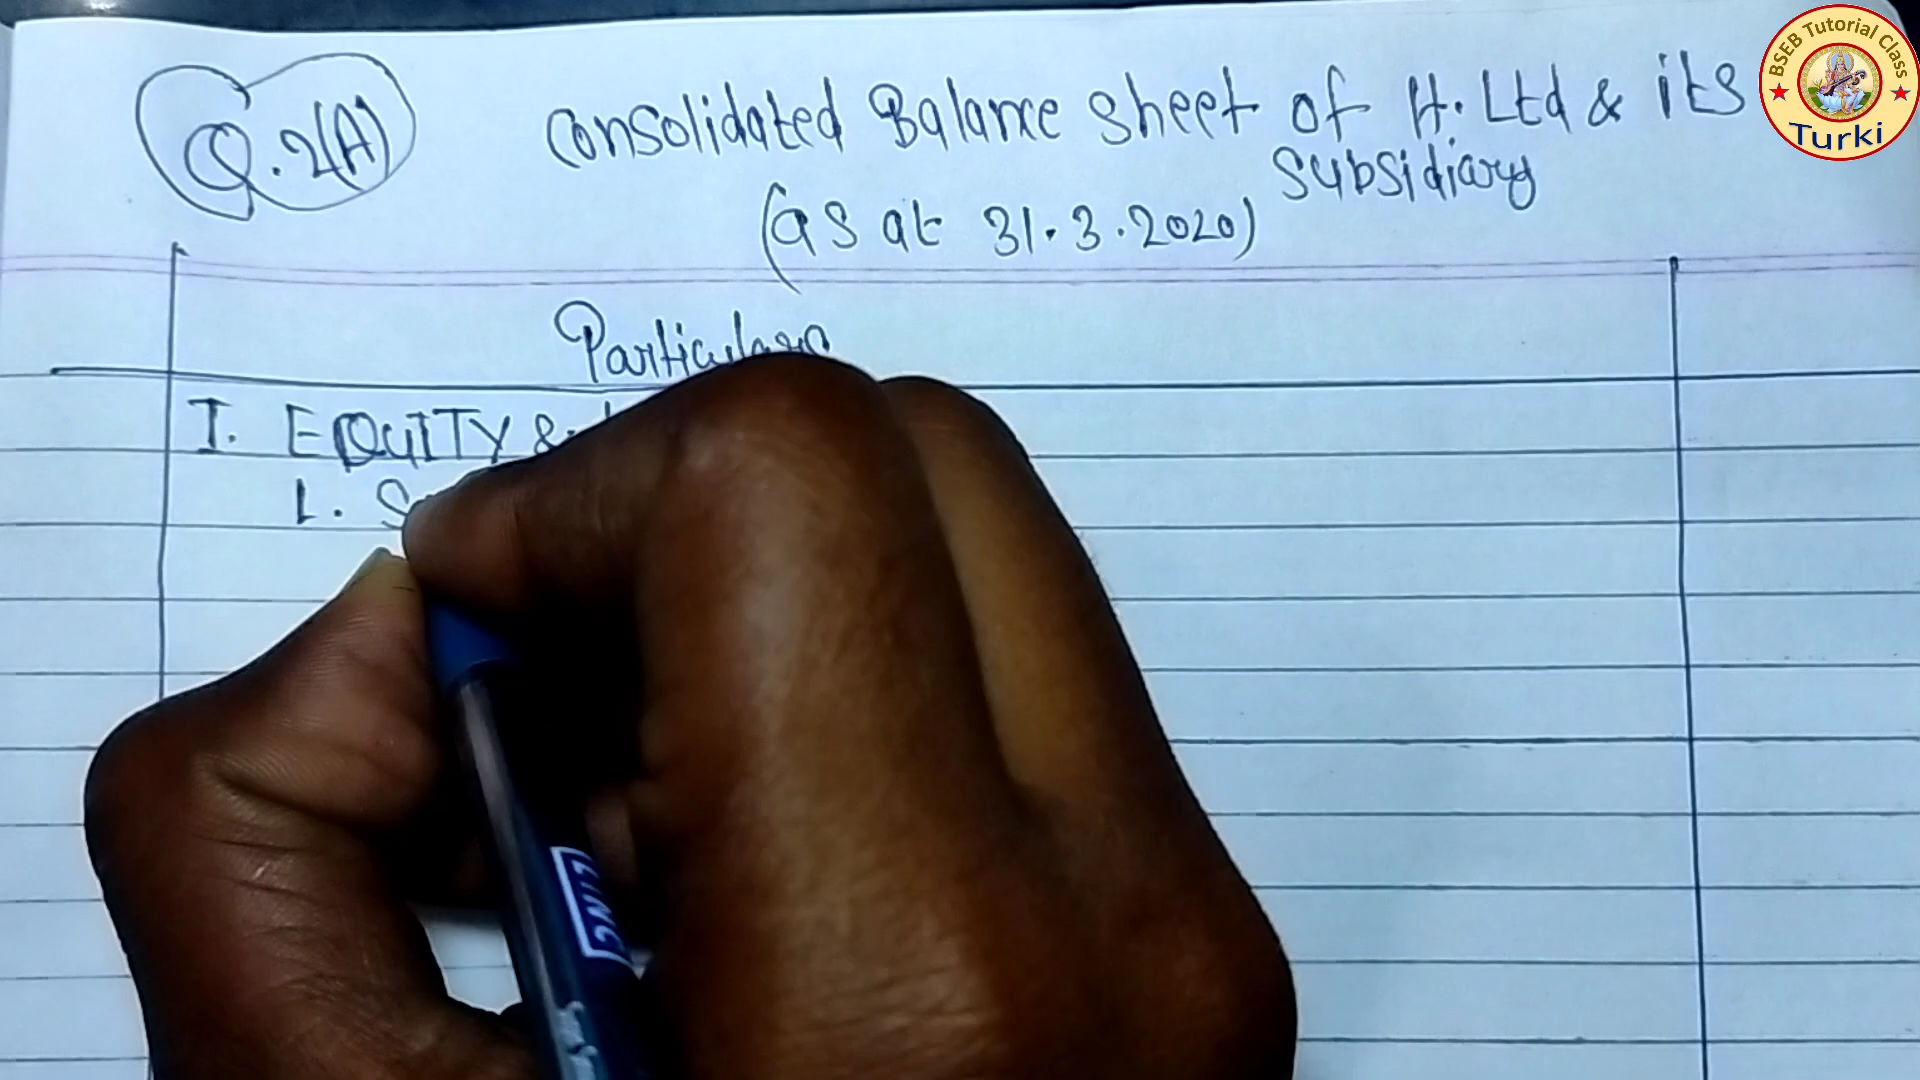 Q.2(A)
Consolidated Balance Sheet of H. Ltd & its
Subsidiary
(as at 31.3.2020)
Particulars
I. EQUITY &
1.
BSEB Tutorial Class
Turki
LINC